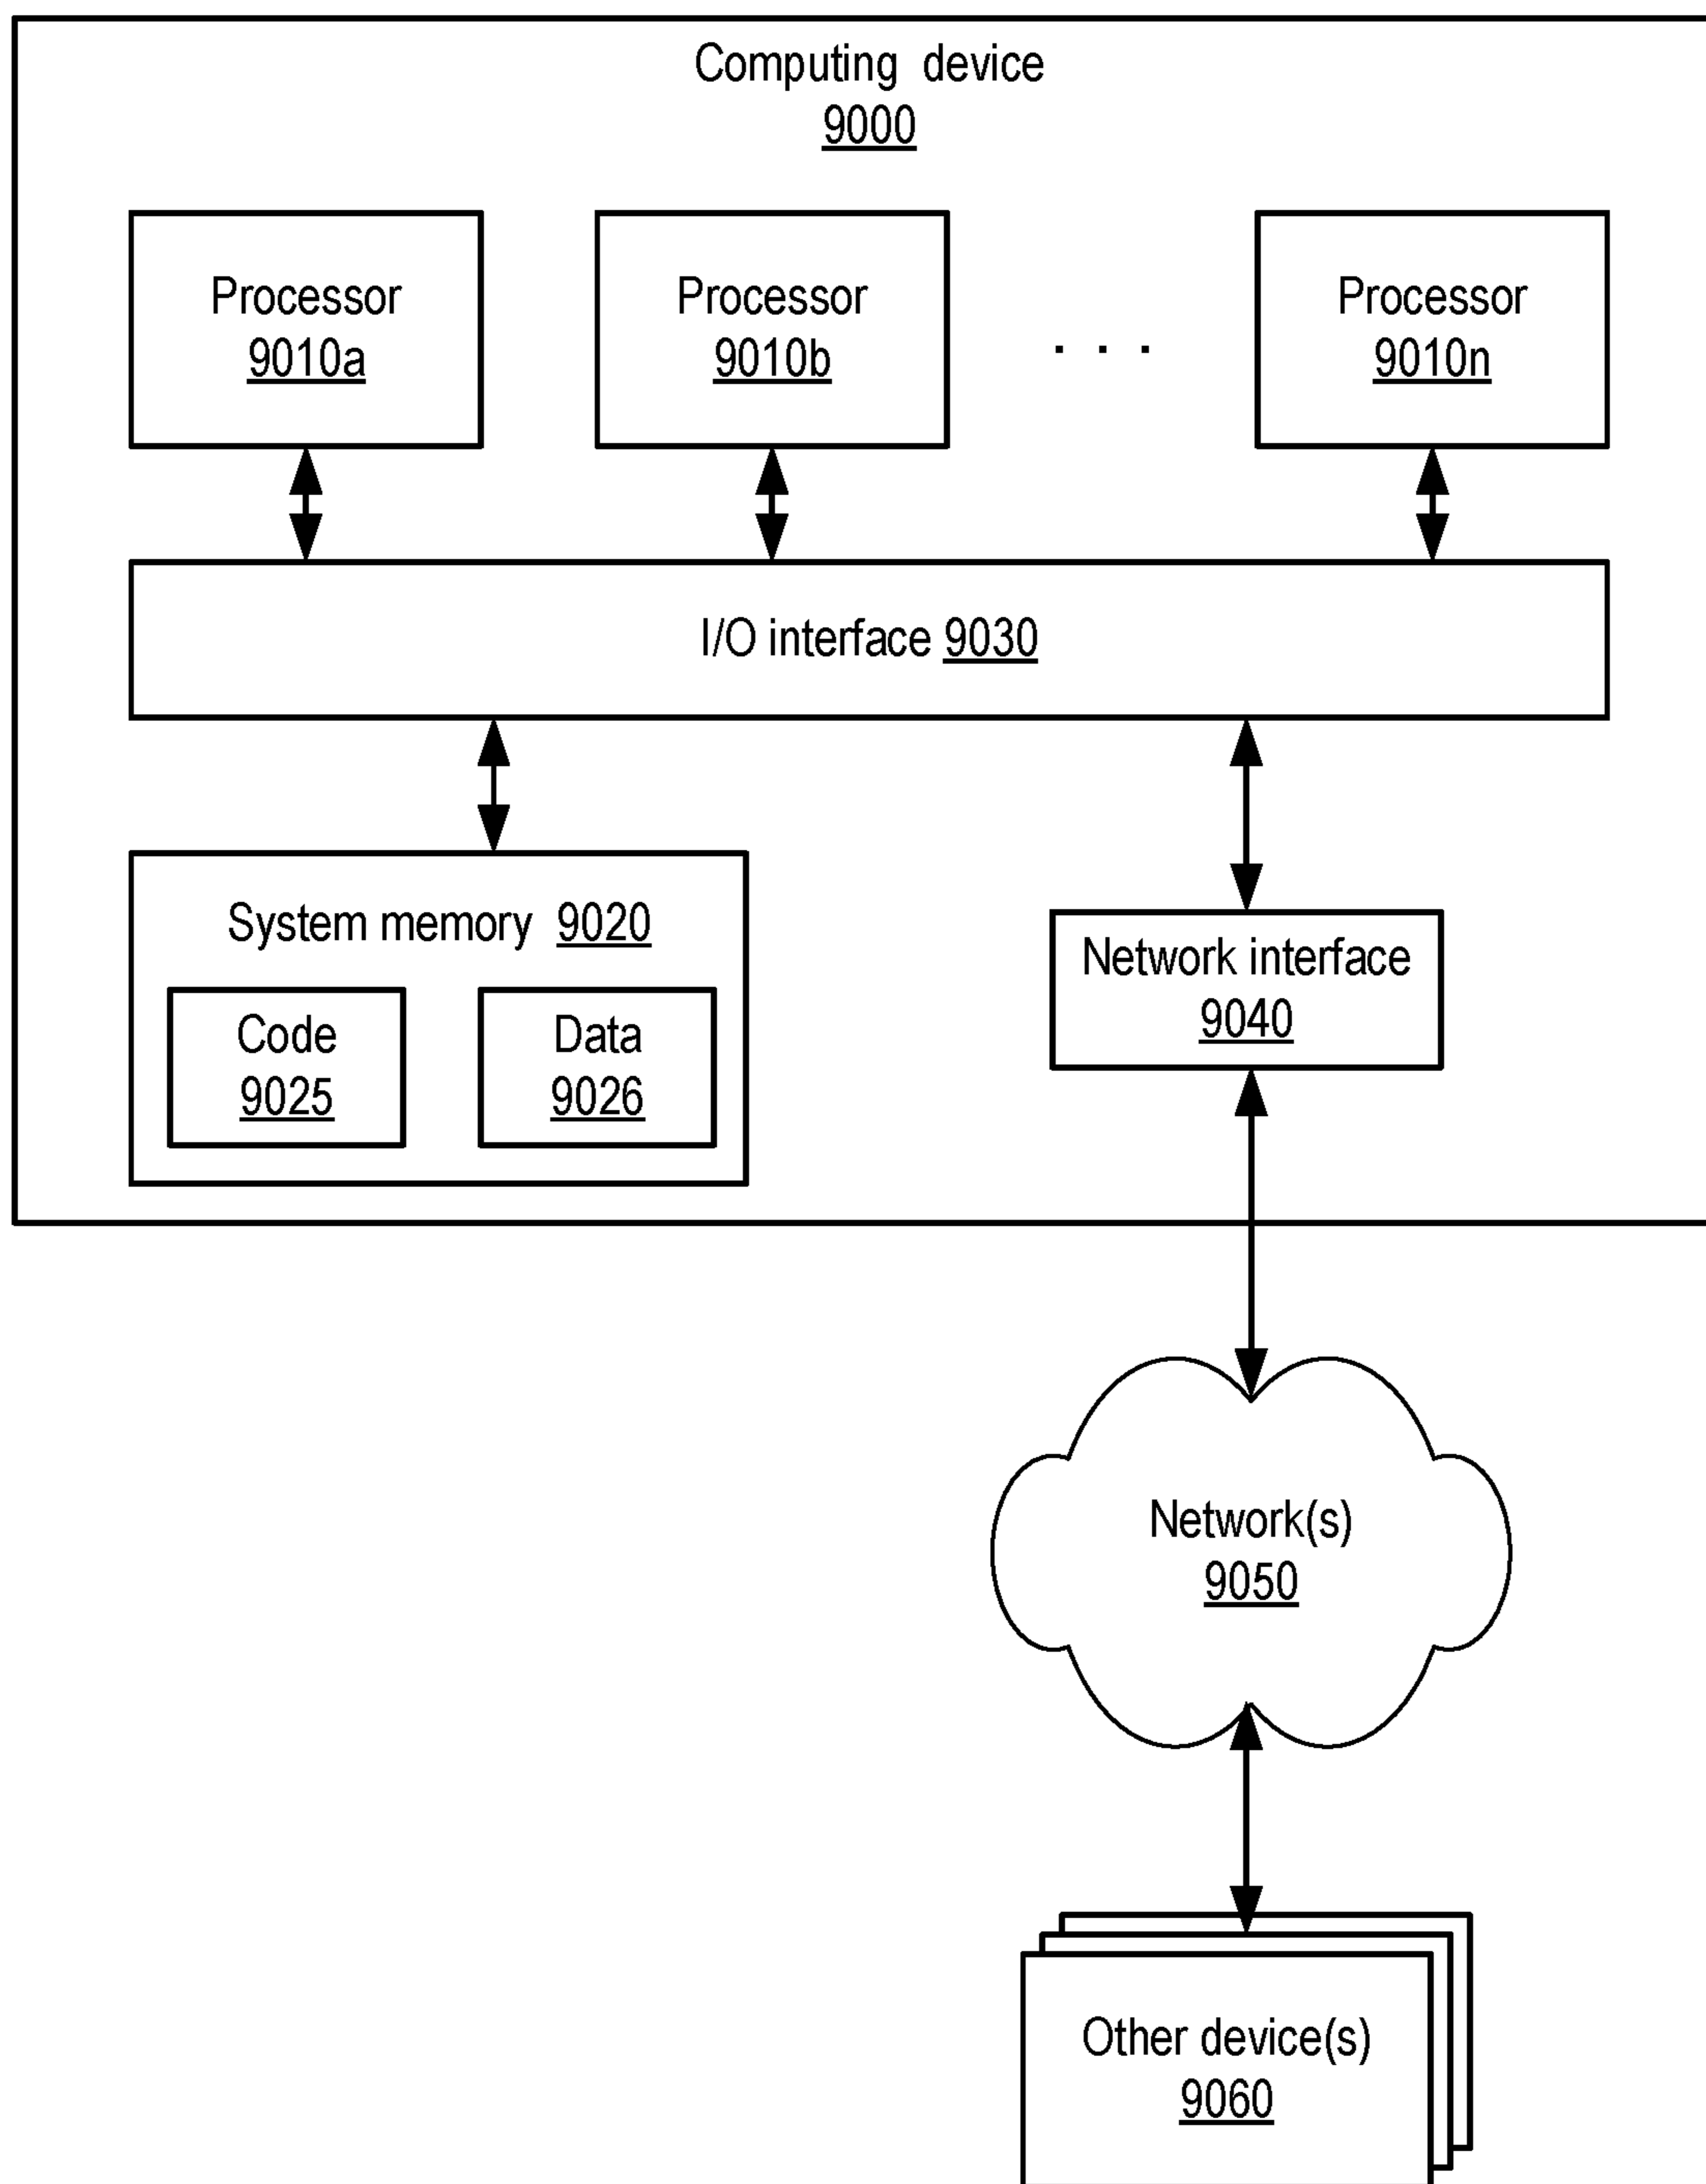 Computing device
9000
Processor
9010a
Processor
9010b
. . .
Processor
9010n
I/O interface 9030
System memory 9020
Code
9025
Data
9026
Network interface
9040
Network(s)
9050
Other device(s)
9060